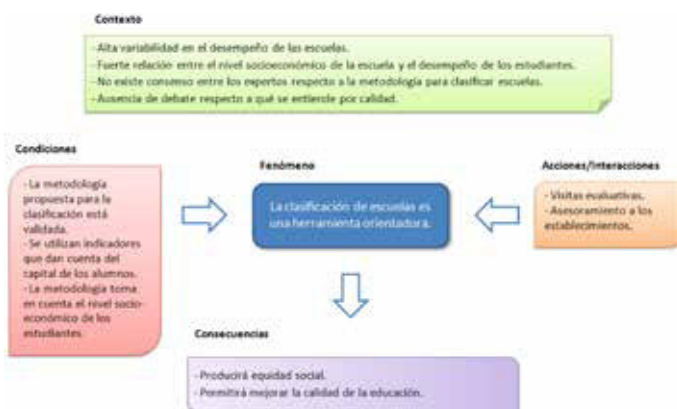 Contexto
- Alta variabilidad en el desempeño de las escuelas.
- Fuerte relación entre el nivel socioeconómico de la escuela y el desempeño de los estudiantes.
- No existe consenso entre los expertos respecto a la metodología para clasificar escuelas.
- Ausencia de debate respecto a qué se entiende por calidad.
Condiciones
- La metodología
propuesta para la
clasificación está
validada.
- Se utilizan indicadores
que dan cuenta del
capital de los alumnos.
- La metodología toma
en cuenta el nivel socio-
económico de los
estudiantes.
Fenómeno
La clasificación de escuelas es
una herramienta orientadora.
Acciones/Interacciones
- Visitas evaluativas.
- Asesoramiento a los
establecimientos.
Consecuencias
- Producirá equidad social.
- Permitirá mejorar la calidad de la educación.